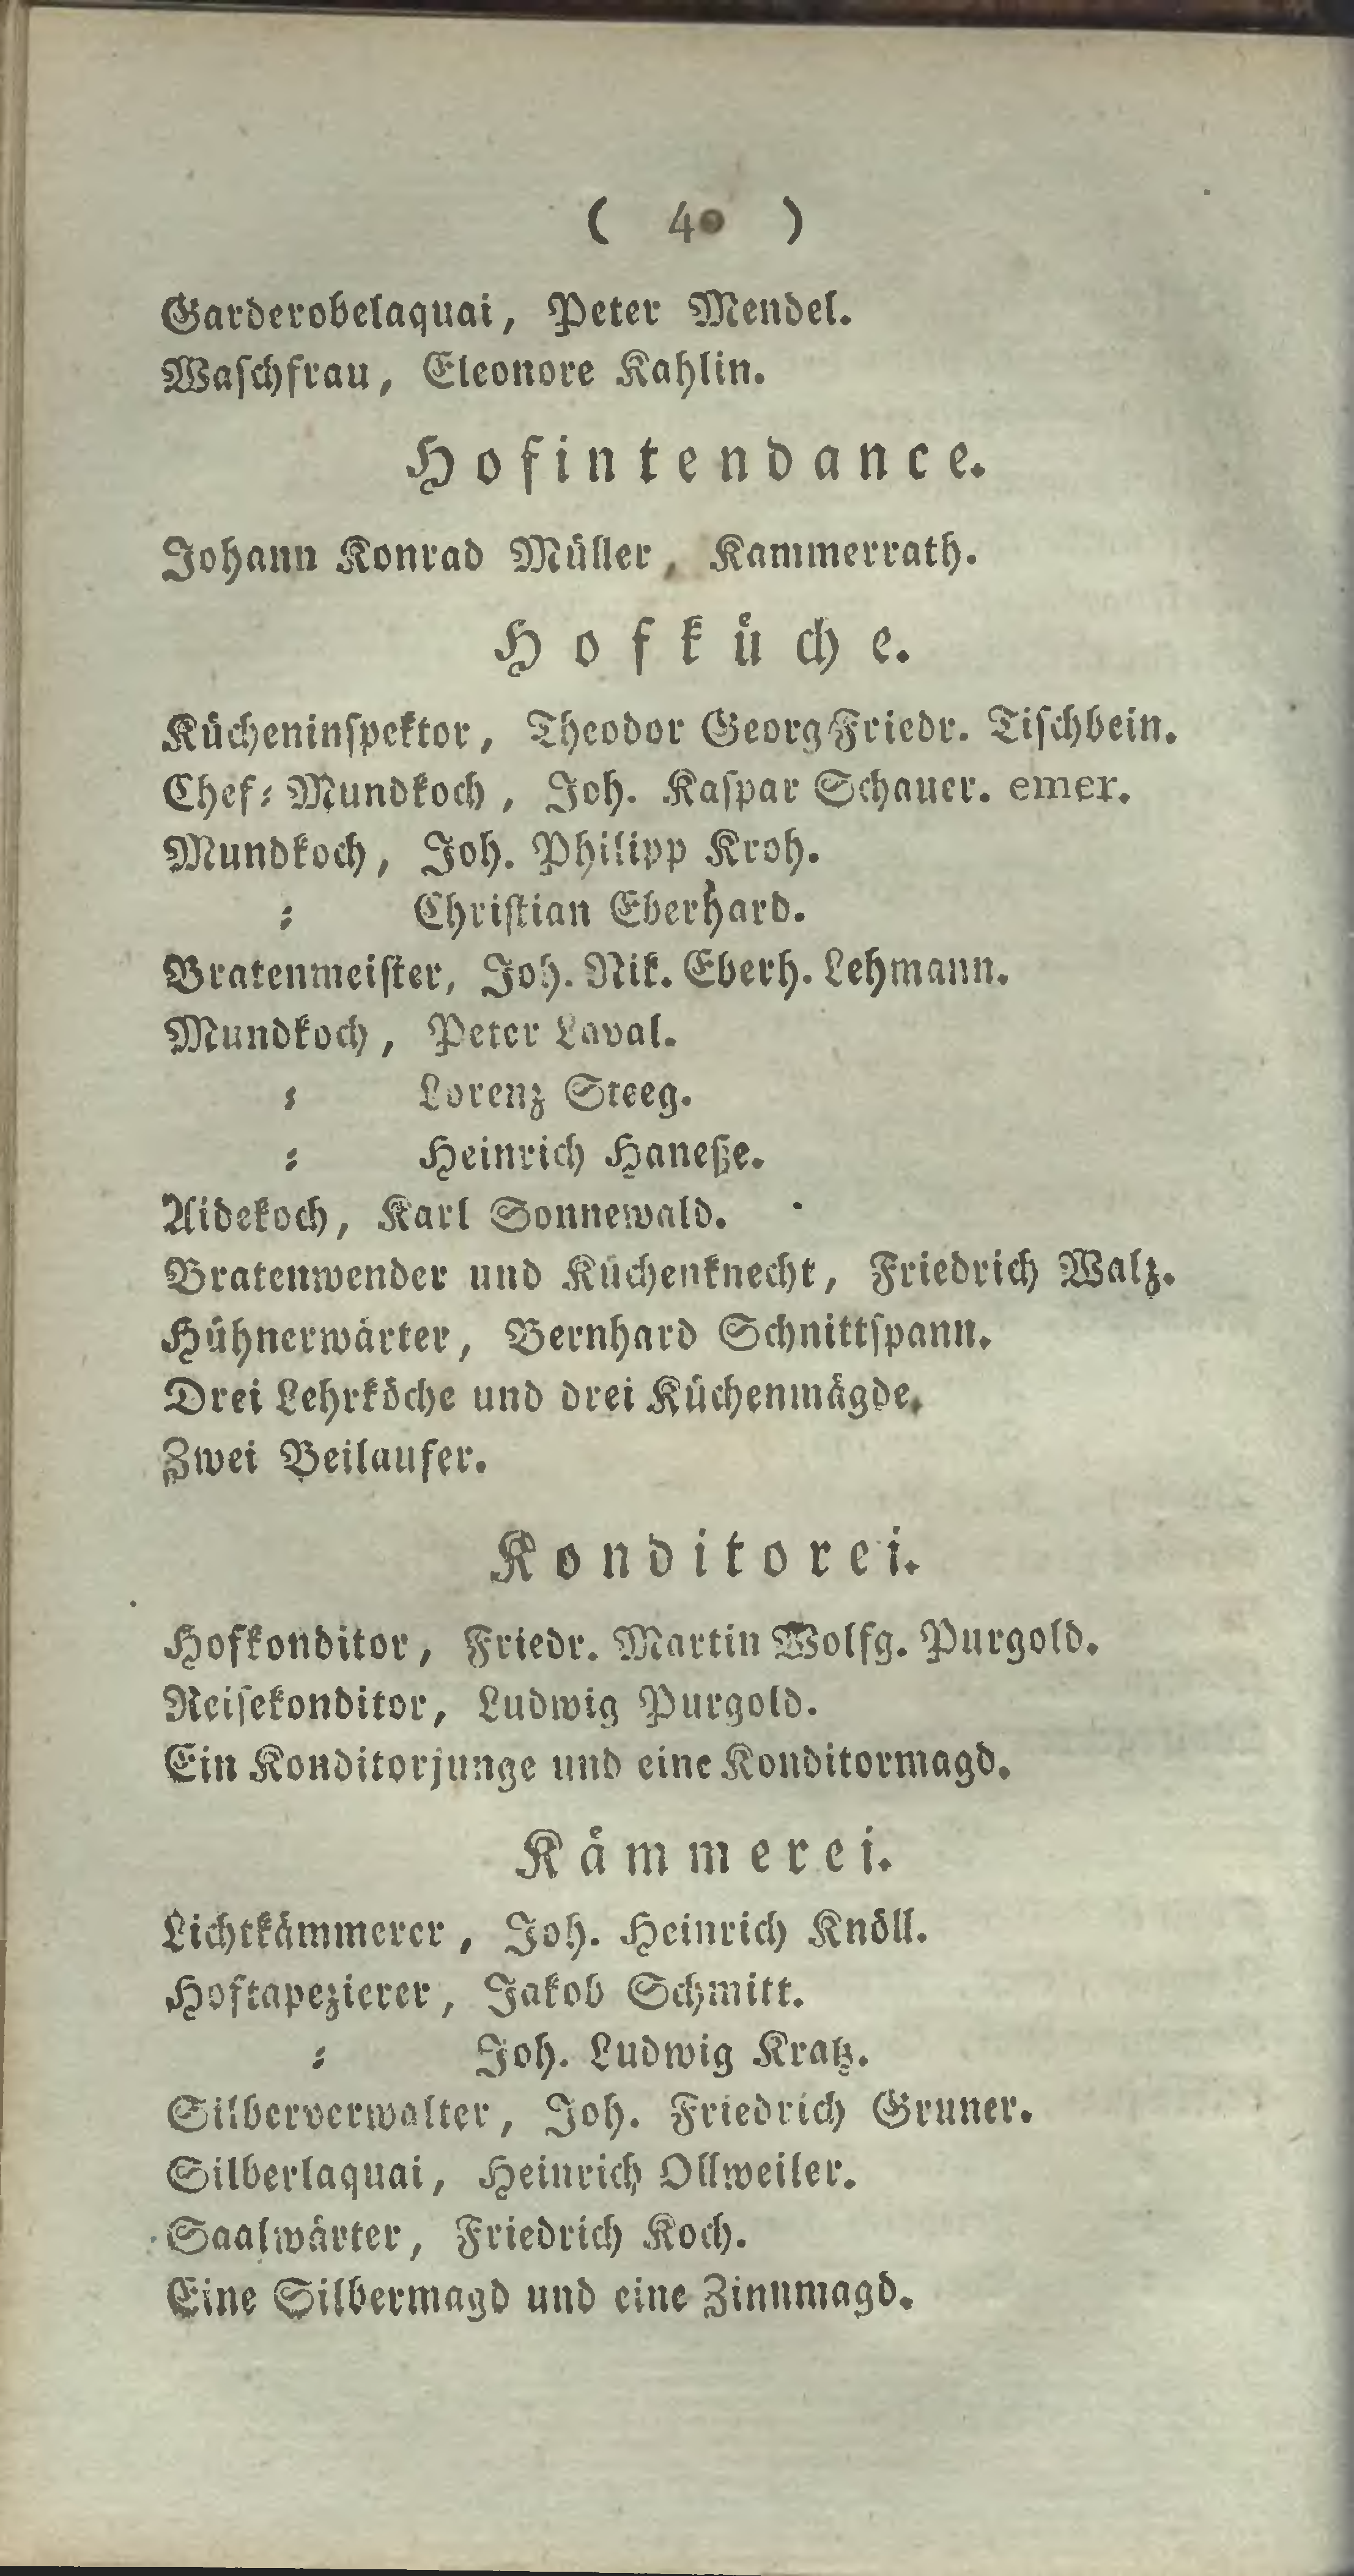 ( 40 )
Garderobelaquai, Peter Mendel.
Waſchfrau, Eleonore Kahlin.
Hofintendance.
Johann Konrad Müller, Kammerrath.
Hofküche.
Kücheninſpektor, Theodor Georg Friedr. Tiſchbein.
Chef⸗Mundkoch, Joh. Kaſpar Schauer. emer.
Mundkoch, Joh. Philipp Kroh.
⸗ Chriſtian Eberhard.
Bratenmeiſter, Joh. Nik. Eberh. Lehmann.
Mundkoch, Peter Laval.
⸗ Lorenz Steeg.
⸗ Heinrich Haneße.
Aidekoch, Karl Sonnewald.
Bratenwender und Küchenknecht, Friedrich Walz.
Hühnerwärter, Bernhard Schnittſpann.
Drei Lehrköche und drei Küchenmägde.
Zwei Beilaufer.
Konditorei.
Hofkonditor, Friedr. Martin Wolfg. Purgold.
Reiſekonditor, Ludwig Purgold.
Ein Konditorjunge und eine Konditormagd.
Kämmerei.
Lichtkämmerer, Joh. Heinrich Knöll.
Hoftapezierer, Jakob Schmitt.
⸗ Joh. Ludwig Kratz.
Silberverwalter, Joh. Friedrich Gruner.
Silberlaquai, Heinrich Ollweiler.
Saalwärter, Friedrich Koch.
Eine Silbermagd und eine Zinnmagd.